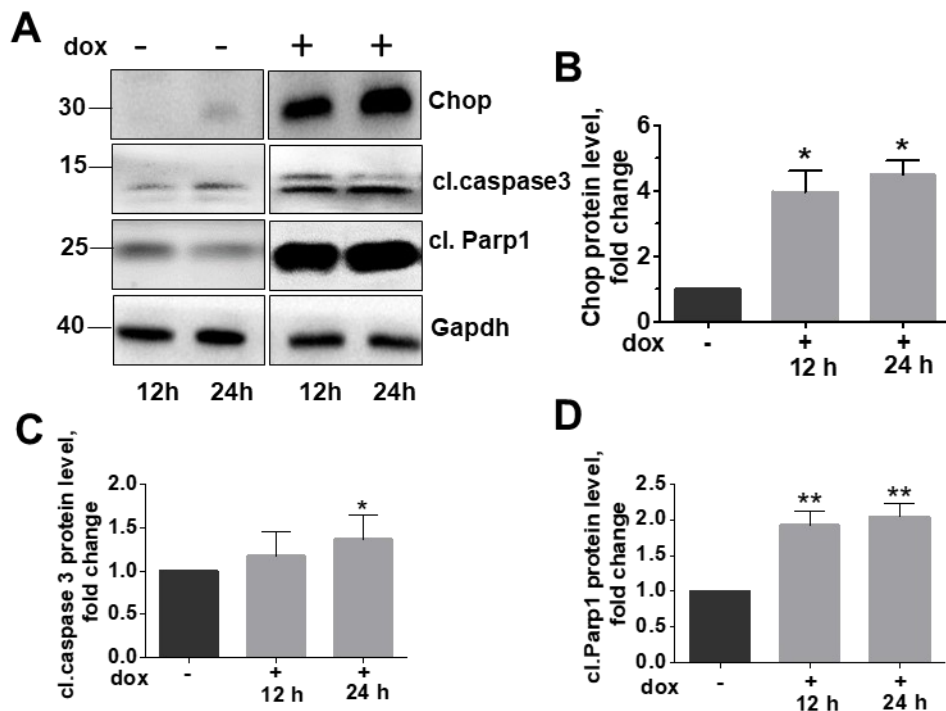 A
dox - - + +
30 Chop
15 cl.caspase3
25 cl. Parp1
40 Gapdh
12h 24h 12h 24h
B
Chop protein level,
fold change
6
4
2
0
* *
dox - + +
12 h 24 h
C
cl.caspase 3 protein level,
fold change
2.0
1.5
1.0
0.5
0.0
*
dox - + +
12 h 24 h
D
cl.Parp1 protein level,
fold change
2.5
2.0
1.5
1.0
0.5
0.0
** **
dox - + +
12 h 24 h